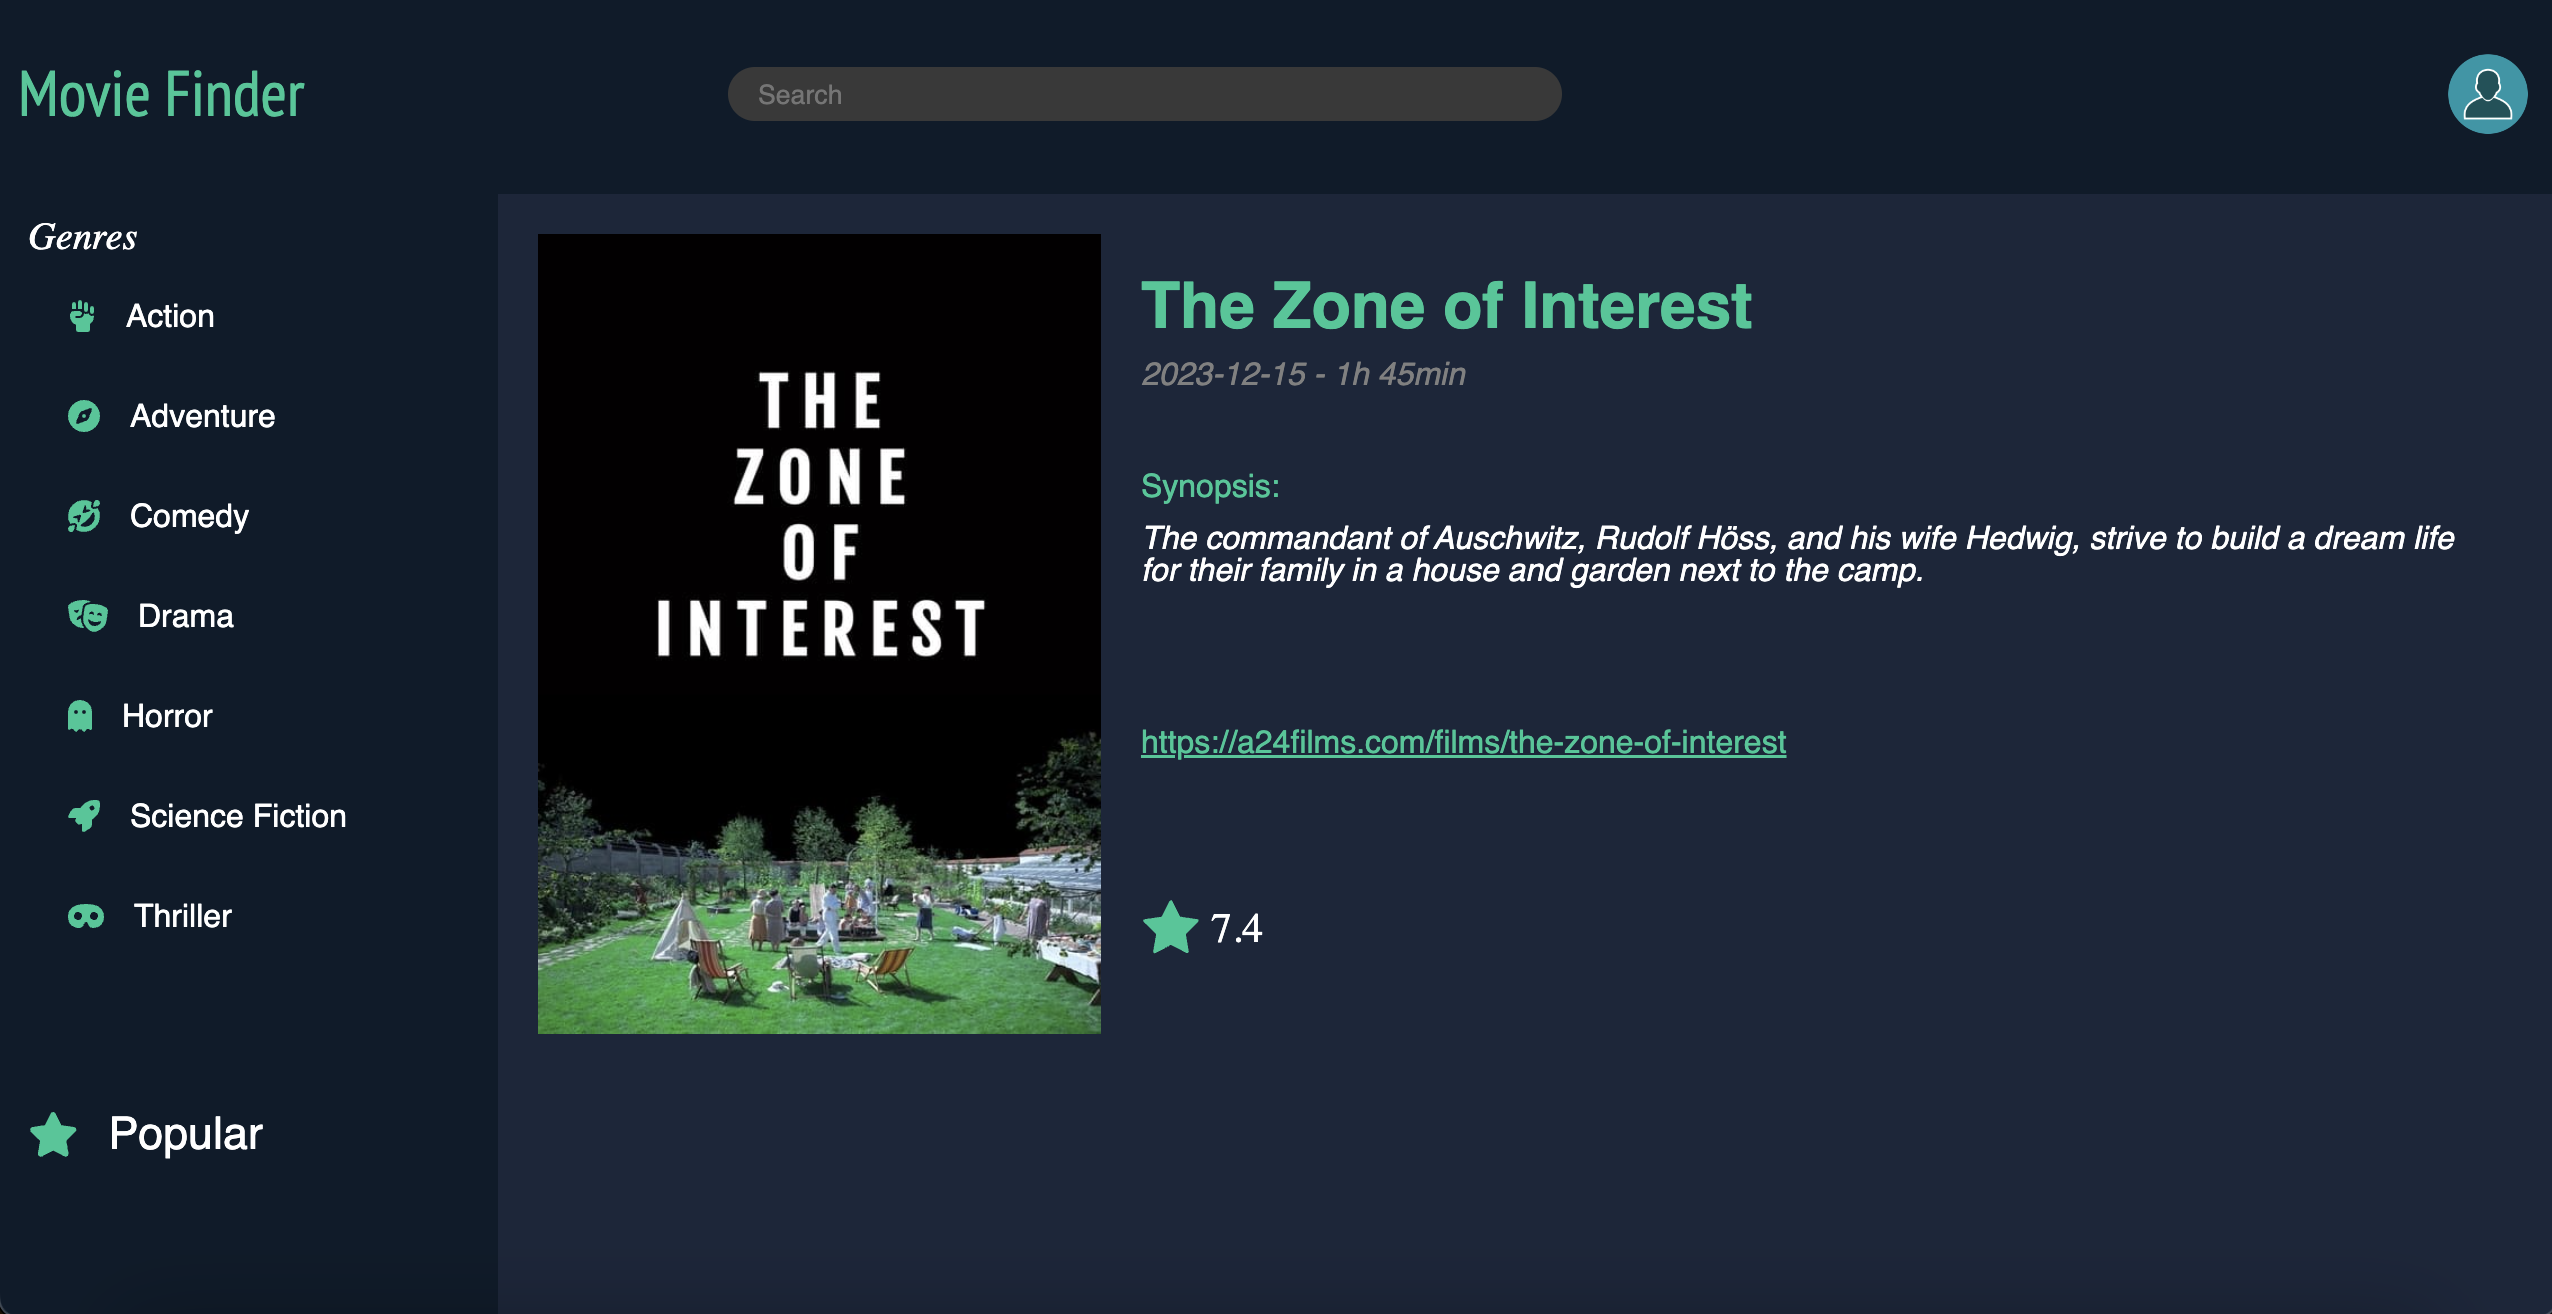 Movie Finder
Search
Genres
Action
Adventure
Comedy
Drama
Horror
Science Fiction
Thriller
Popular
THE
ZONE
OF
INTEREST
The Zone of Interest
2023-12-15 - 1h 45min
Synopsis:
The commandant of Auschwitz, Rudolf Höss, and his wife Hedwig, strive to build a dream life
for their family in a house and garden next to the camp.
https://a24films.com/films/the-zone-of-interest
7.4